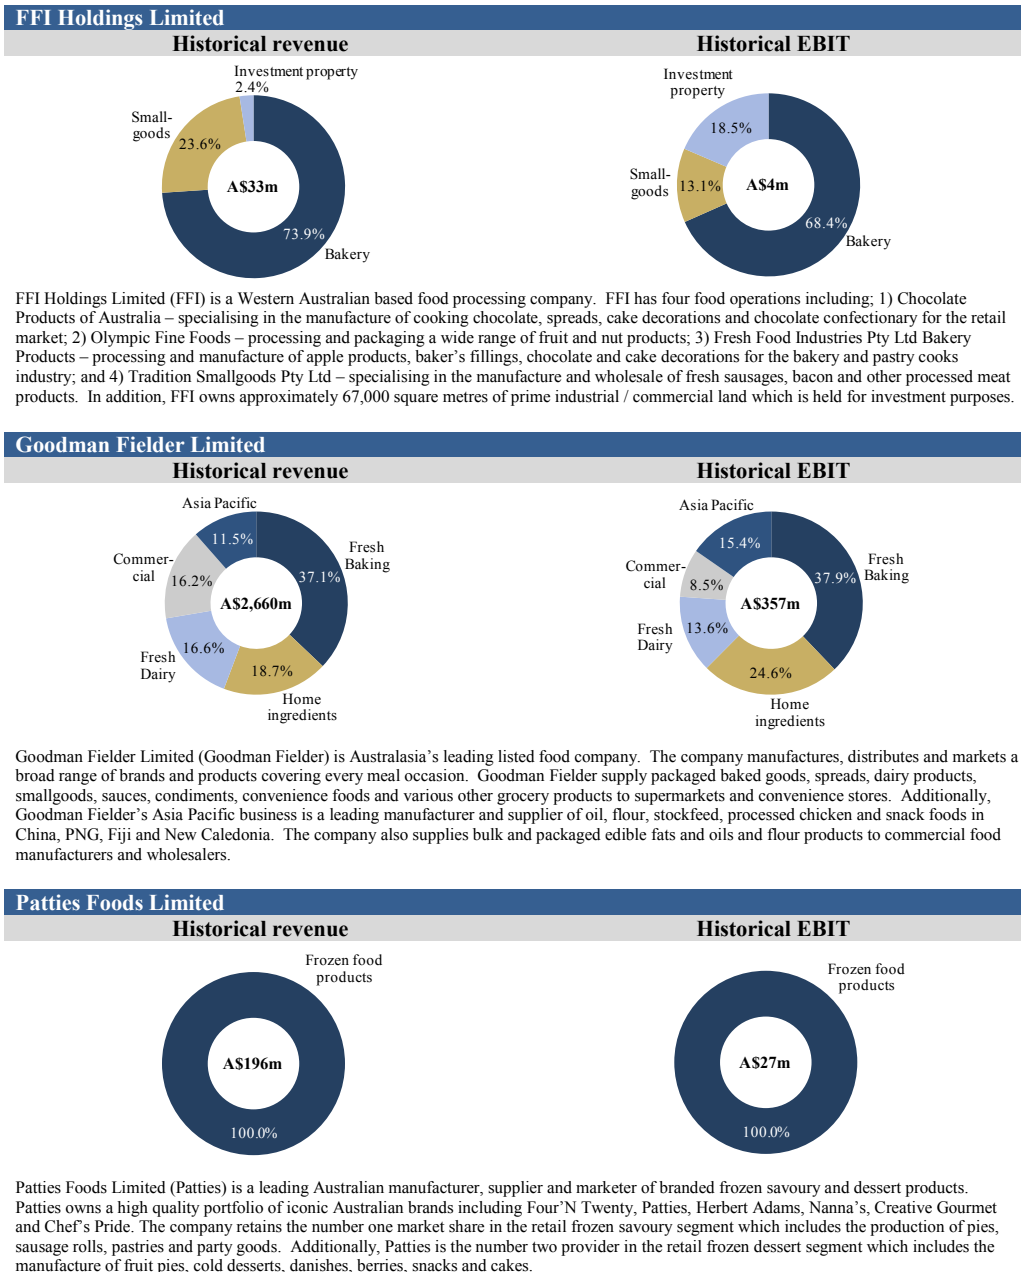 FFI Holdings Limited
Historical revenue
Historical EBIT
Investment property
2.4%
Small-
goods
23.6%
A$33m
73.9%
Bakery
Investment
property
18.5%
Small-
goods
13.1%
A$4m
68.4%
Bakery
FFI Holdings Limited (FFI) is a Western Australian based food processing company.  FFI has four food operations including; 1) Chocolate
Products of Australia – specialising in the manufacture of cooking chocolate, spreads, cake decorations and chocolate confectionary for the retail
market; 2) Olympic Fine Foods – processing and packaging a wide range of fruit and nut products; 3) Fresh Food Industries Pty Ltd Bakery
Products – processing and manufacture of apple products, baker's fillings, chocolate and cake decorations for the bakery and pastry cooks
industry; and 4) Tradition Smallgoods Pty Ltd – specialising in the manufacture and wholesale of fresh sausages, bacon and other processed meat
products.  In addition, FFI owns approximately 67,000 square metres of prime industrial / commercial land which is held for investment purposes.
Goodman Fielder Limited
Historical revenue
Historical EBIT
Asia Pacific
11.5%
Fresh
Baking
37.1%
Commer-
cial
16.2%
A$2,660m
Fresh
Dairy
16.6%
18.7%
Home
ingredients
Asia Pacific
15.4%
Fresh
Baking
37.9%
Commer-
cial
8.5%
A$357m
Fresh
Dairy
13.6%
24.6%
Home
ingredients
Goodman Fielder Limited (Goodman Fielder) is Australasia's leading listed food company.  The company manufactures, distributes and markets a
broad range of brands and products covering every meal occasion.  Goodman Fielder supply packaged baked goods, spreads, dairy products,
smallgoods, sauces, condiments, convenience foods and various other grocery products to supermarkets and convenience stores.  Additionally,
Goodman Fielder's Asia Pacific business is a leading manufacturer and supplier of oil, flour, stockfeed, processed chicken and snack foods in
China, PNG, Fiji and New Caledonia.  The company also supplies bulk and packaged edible fats and oils and flour products to commercial food
manufacturers and wholesalers.
Patties Foods Limited
Historical revenue
Historical EBIT
Frozen food
products
A$196m
100.0%
Frozen food
products
A$27m
100.0%
Patties Foods Limited (Patties) is a leading Australian manufacturer, supplier and marketer of branded frozen savoury and dessert products.
Patties owns a high quality portfolio of iconic Australian brands including Four'N Twenty, Patties, Herbert Adams, Nanna's, Creative Gourmet
and Chef's Pride. The company retains the number one market share in the retail frozen savoury segment which includes the production of pies,
sausage rolls, pastries and party goods.  Additionally, Patties is the number two provider in the retail frozen dessert segment which includes the
manufacture of fruit pies, cold desserts, danishes, berries, snacks and cakes.